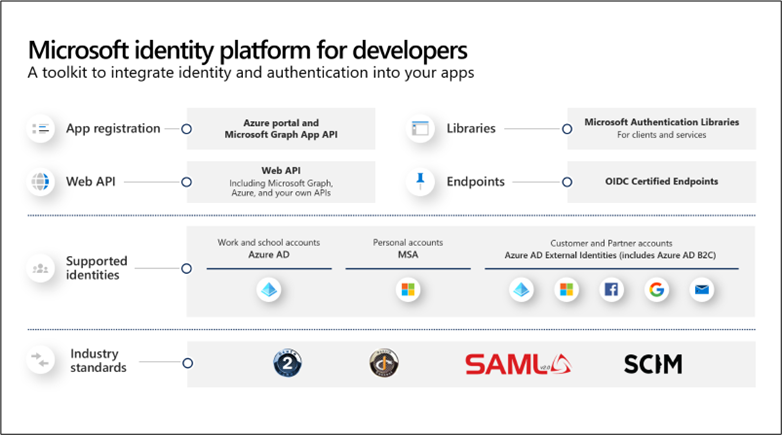 Microsoft identity platform for developers
A toolkit to integrate identity and authentication into your apps
App registration
Azure portal and
Microsoft Graph App API
Libraries
Microsoft Authentication Libraries
For clients and services
Web API
Web API
Including Microsoft Graph,
Azure, and your own APIs
Endpoints
OIDC Certified Endpoints
Supported
identities
Work and school accounts
Azure AD
Personal accounts
MSA
Customer and Partner accounts
Azure AD External Identities (includes Azure AD B2C)
Industry
standards
2
SAML
SCIM